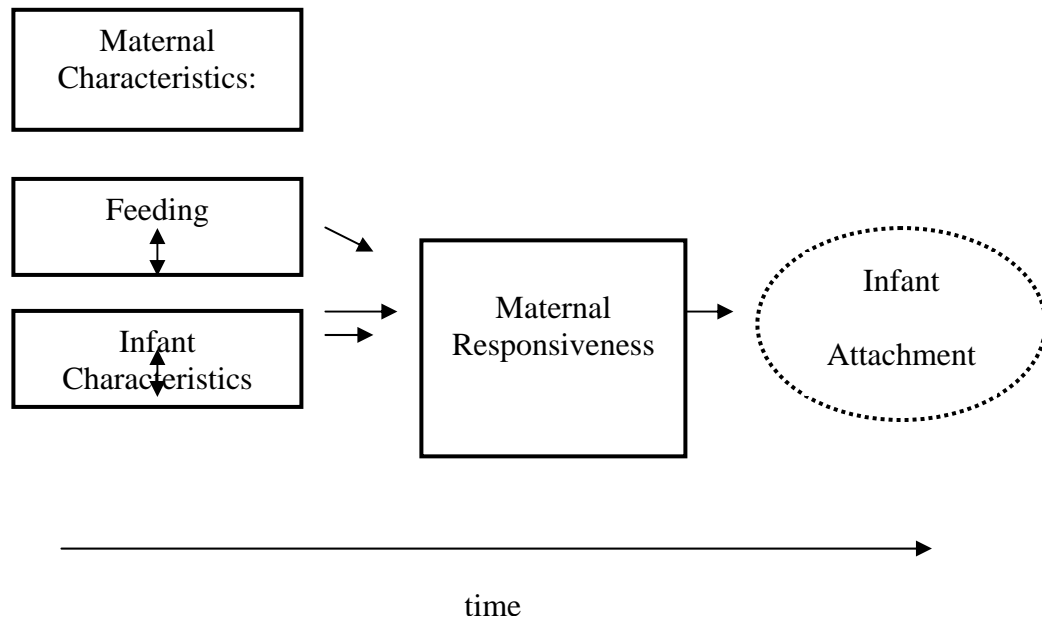 Maternal
Characteristics:
Feeding
Infant
Characteristics
Maternal
Responsiveness
Infant
Attachment
time